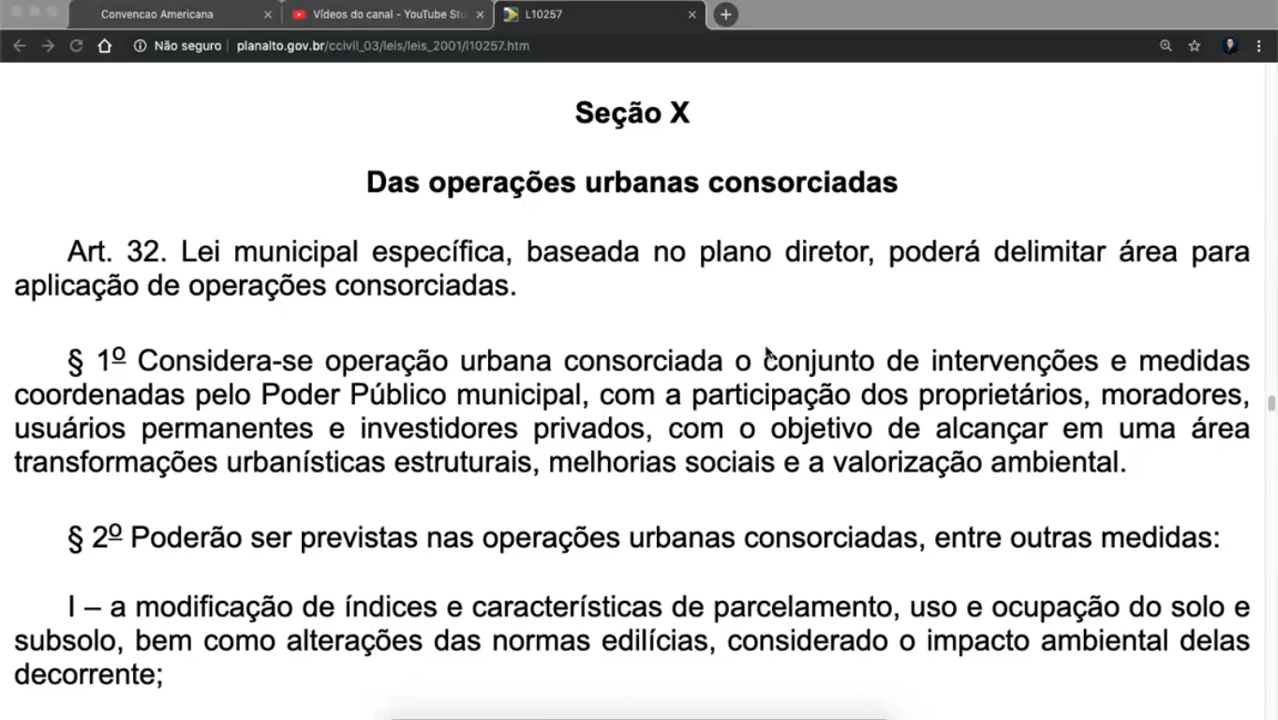 Convencao Americana
Vídeos do canal - YouTube Stu
L10257
Não seguro
planalto.gov.br/ccivil_03/leis/leis_2001/l10257.htm
Seção X
Das operações urbanas consorciadas
Art. 32. Lei municipal específica, baseada no plano diretor, poderá delimitar área para
aplicação de operações consorciadas.
§ 1º Considera-se operação urbana consorciada o conjunto de intervenções e medidas
coordenadas pelo Poder Público municipal, com a participação dos proprietários, moradores,
usuários permanentes e investidores privados, com o objetivo de alcançar em uma área
transformações urbanísticas estruturais, melhorias sociais e a valorização ambiental.
§ 2º Poderão ser previstas nas operações urbanas consorciadas, entre outras medidas:
I – a modificação de índices e características de parcelamento, uso e ocupação do solo e
subsolo, bem como alterações das normas edilícias, considerado o impacto ambiental delas
decorrente;